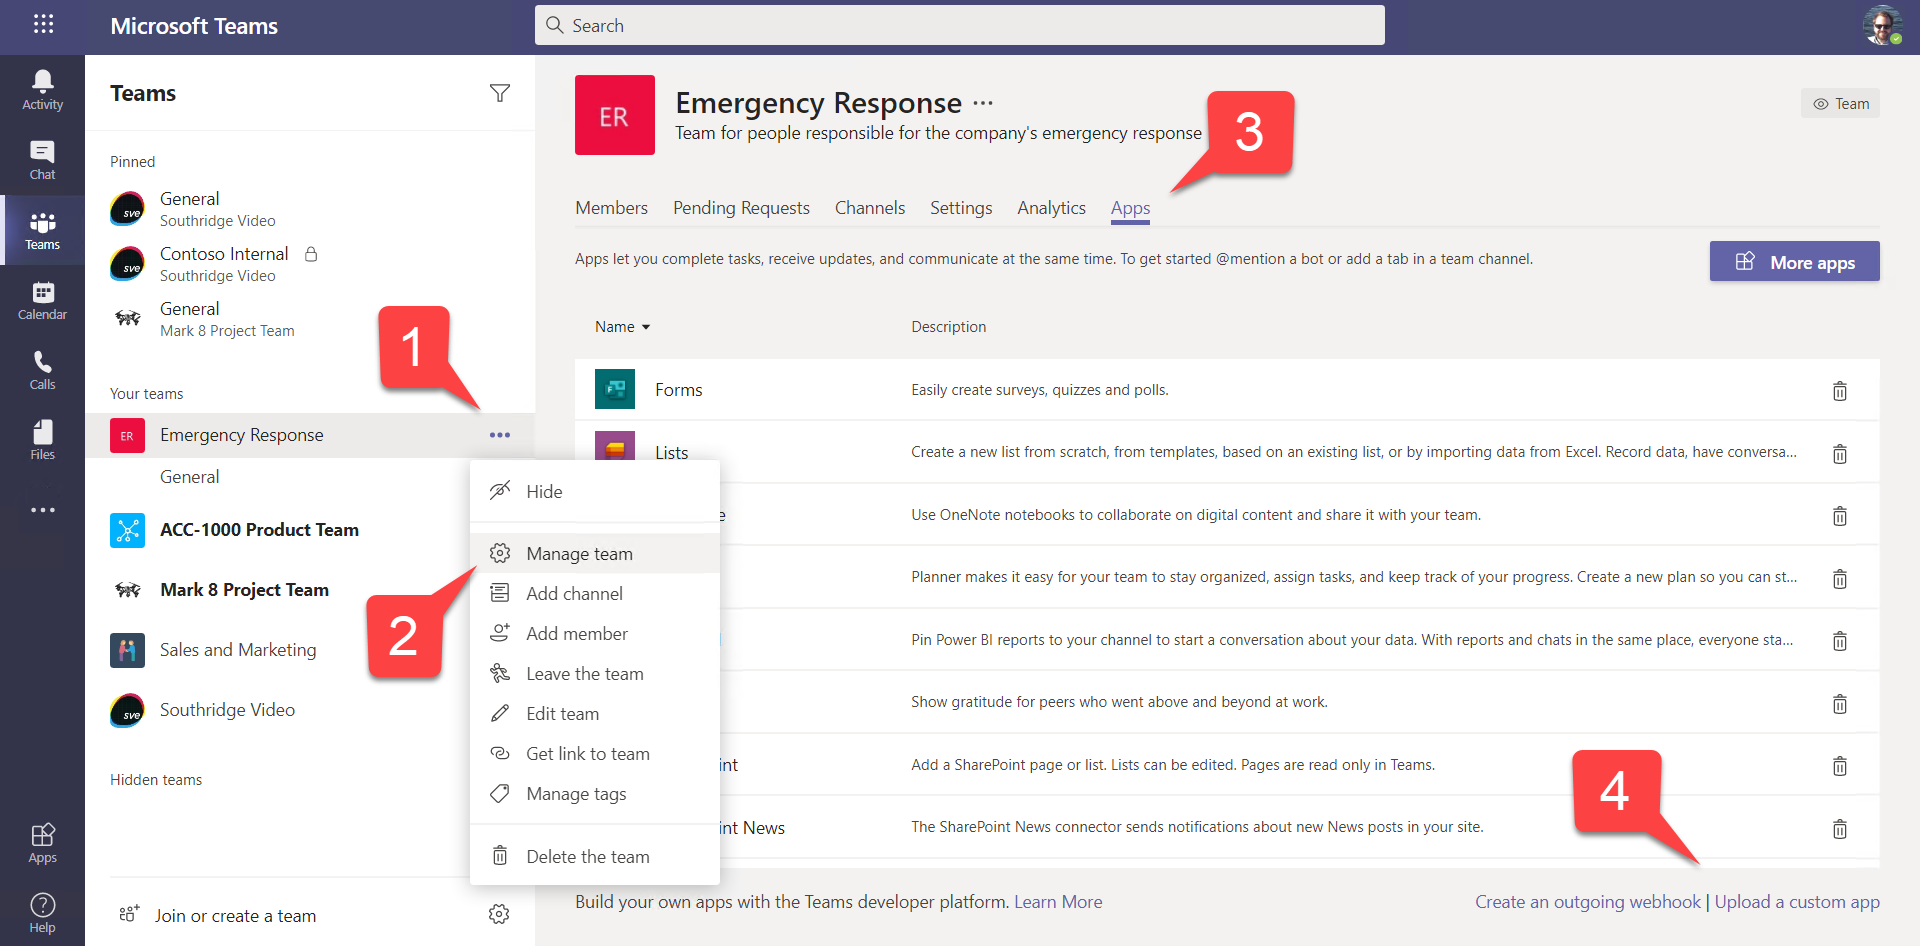 Microsoft Teams
Search
Activity
Chat
Teams
Calendar
Calls
Files
Apps
Help
Teams
Pinned
General
Southridge Video
Contoso Internal
Southridge Video
General
Mark 8 Project Team
Your teams
ER
Emergency Response
General
ACC-1000 Product Team
Mark 8 Project Team
Sales and Marketing
sve
Southridge Video
Hidden teams
Join or create a team
1
2
3
4
Hide
Manage team
Add channel
Add member
Leave the team
Edit team
Get link to team
Manage tags
Delete the team
ER
Emergency Response ···
Team for people responsible for the company's emergency response
Team
Members Pending Requests Channels Settings Analytics Apps
Apps let you complete tasks, receive updates, and communicate at the same time. To get started @mention a bot or add a tab in a team channel.
More apps
Name Description
Forms Easily create surveys, quizzes and polls.
Lists Create a new list from scratch, from templates, based on an existing list, or by importing data from Excel. Record data, have conversa...
e Use OneNote notebooks to collaborate on digital content and share it with your team.
Planner makes it easy for your team to stay organized, assign tasks, and keep track of your progress. Create a new plan so you can st...
Pin Power BI reports to your channel to start a conversation about your data. With reports and chats in the same place, everyone sta...
Show gratitude for peers who went above and beyond at work.
int Add a SharePoint page or list. Lists can be edited. Pages are read only in Teams.
int News The SharePoint News connector sends notifications about new News posts in your site.
Build your own apps with the Teams developer platform. Learn More
Create an outgoing webhook | Upload a custom app